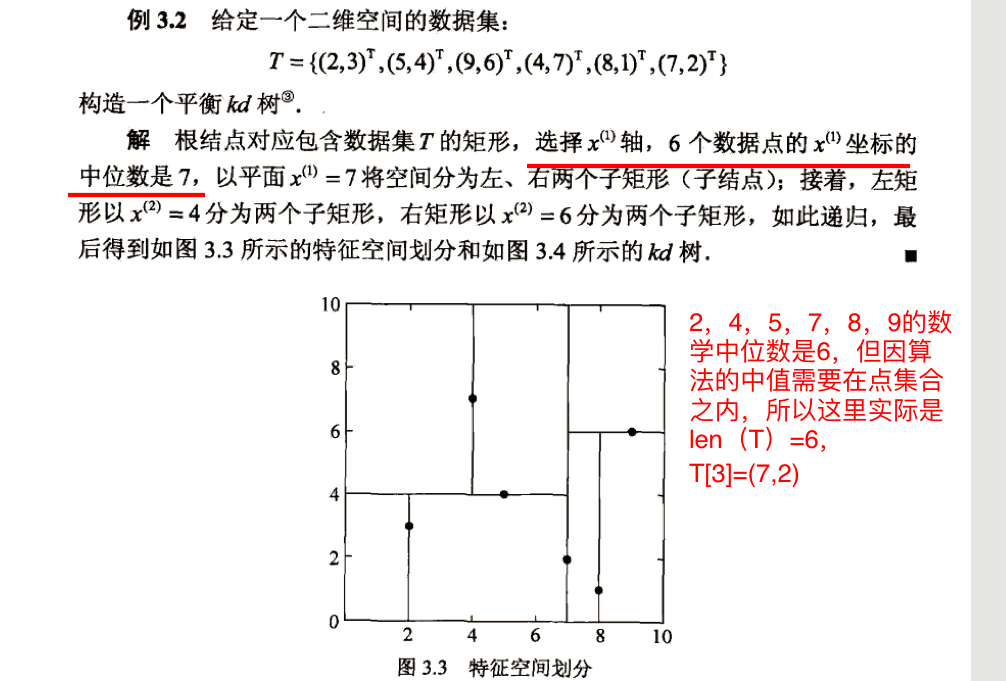 例 3.2 给定一个二维空间的数据集：
T = {(2,3)ᵀ,(5,4)ᵀ,(9,6)ᵀ,(4,7)ᵀ,(8,1)ᵀ,(7,2)ᵀ}
构造一个平衡 kd 树③．
解 根结点对应包含数据集 T 的矩形，选择 x⁽¹⁾ 轴，6 个数据点的 x⁽¹⁾ 坐标的
中位数是 7，以平面 x⁽¹⁾ = 7 将空间分为左、右两个子矩形（子结点）；接着，左矩
形以 x⁽²⁾ = 4 分为两个子矩形，右矩形以 x⁽²⁾ = 6 分为两个子矩形，如此递归，最
后得到如图 3.3 所示的特征空间划分和如图 3.4 所示的 kd 树．
10
8
6
4
2
0
2 4 6 8 10
图 3.3 特征空间划分
2，4，5，7，8，9的数
学中位数是6，但因算
法的中值需要在点集合
之内，所以这里实际是
len（T）=6，
T[3]=(7,2)